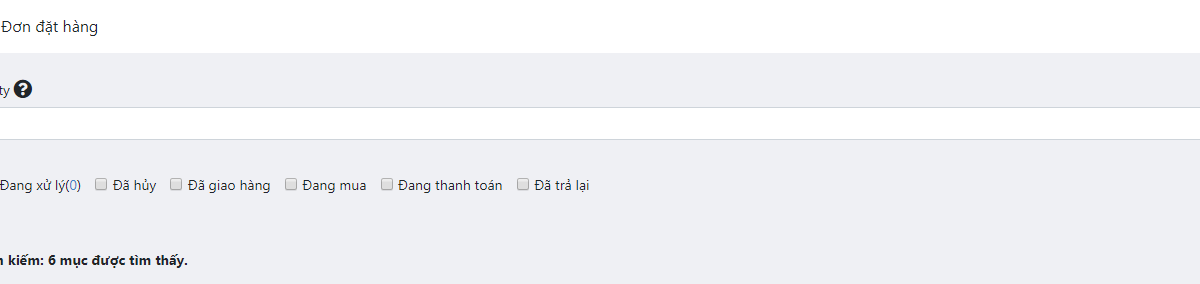 Đơn đặt hàng
ty
Đang xử lý(0) Đã hủy Đã giao hàng Đang mua Đang thanh toán Đã trả lại
kiếm: 6 mục được tìm thấy.